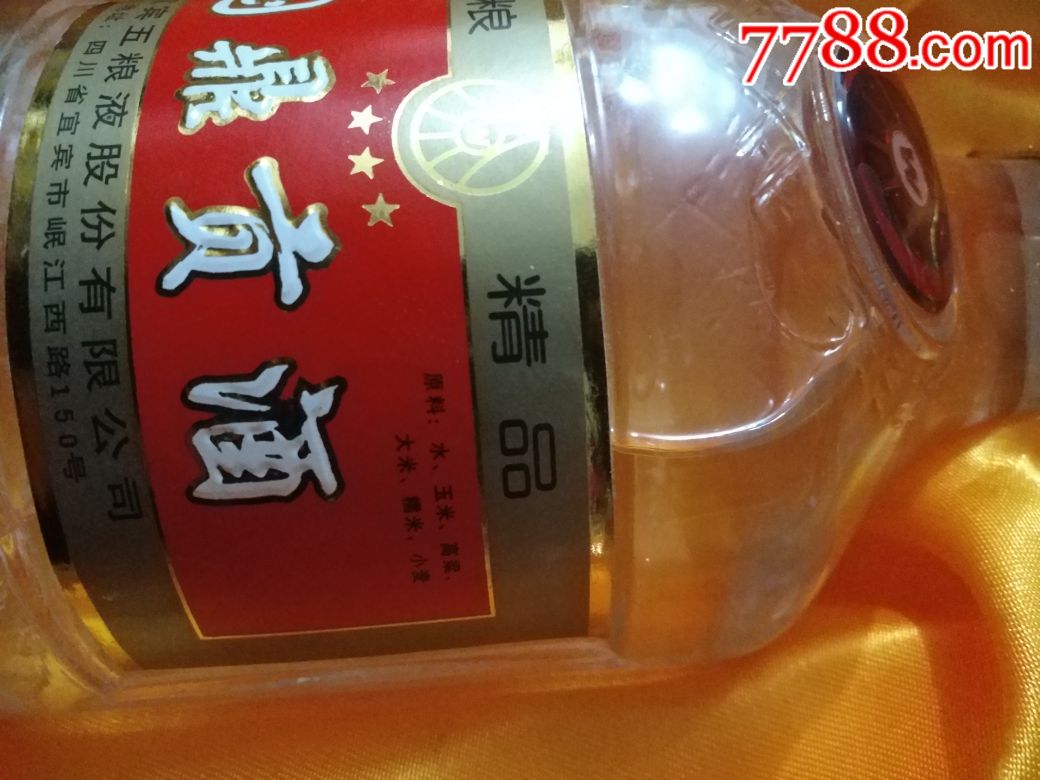 7788.com
粮 精品
鼎贡酒
原料：水、玉米、高粱、
大米、糯米、小麦
宾五粮液股份有限公司
四川省宜宾市岷江西路150号